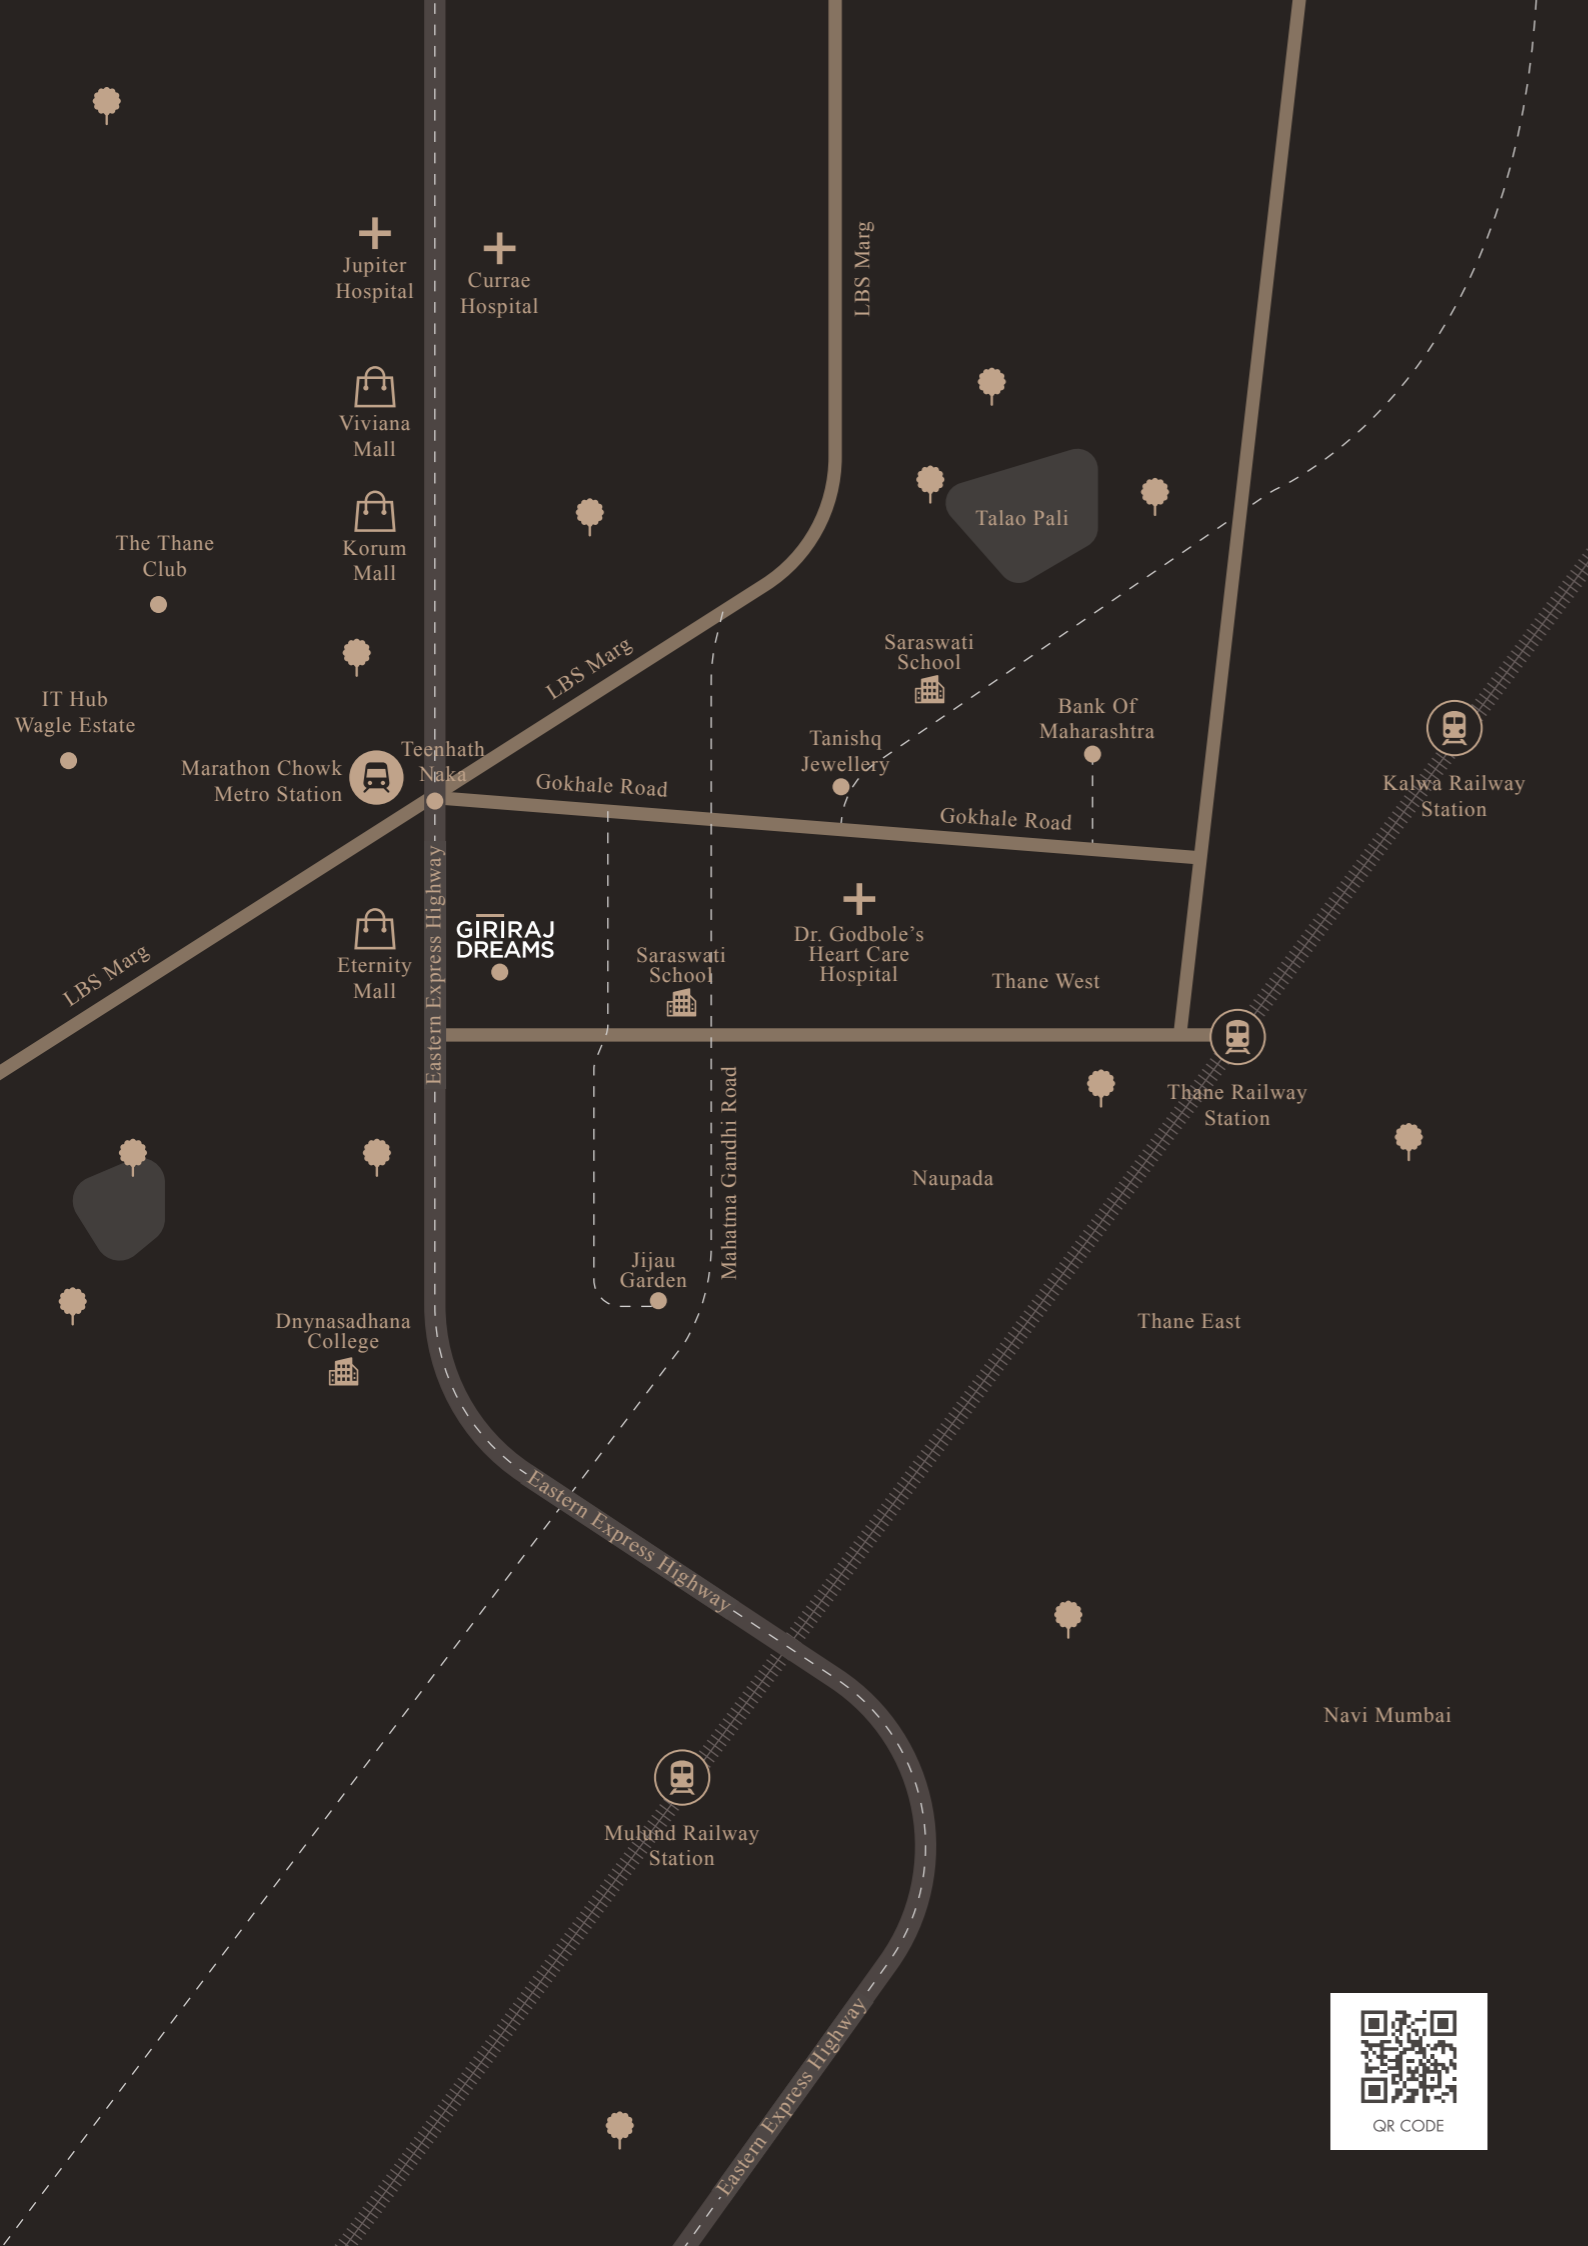 LBS Marg
Jupiter
Hospital
Currae
Hospital
Viviana
Mall
Korum
Mall
The Thane
Club
Talao Pali
LBS Marg
Saraswati
School
IT Hub
Wagle Estate
Bank Of
Maharashtra
Teenhath
Naka
Marathon Chowk
Metro Station
Tanishq
Jewellery
Gokhale Road
Gokhale Road
Kalwa Railway
Station
Eastern Express Highway
GIRIRAJ
DREAMS
Eternity
Mall
LBS Marg
Saraswati
School
Dr. Godbole's
Heart Care
Hospital
Thane West
Thane Railway
Station
Mahatma Gandhi Road
Naupada
Jijau
Garden
Dnynasadhana
College
Thane East
Eastern Express Highway
Navi Mumbai
Mulund Railway
Station
Eastern Express Highway
QR CODE